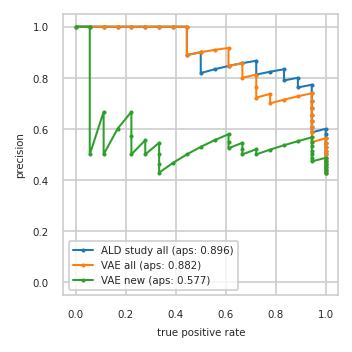 1.0
0.8
0.6
0.4
0.2
0.0
precision
ALD study all (aps: 0.896)
VAE all (aps: 0.882)
VAE new (aps: 0.577)
0.0 0.2 0.4 0.6 0.8 1.0
true positive rate